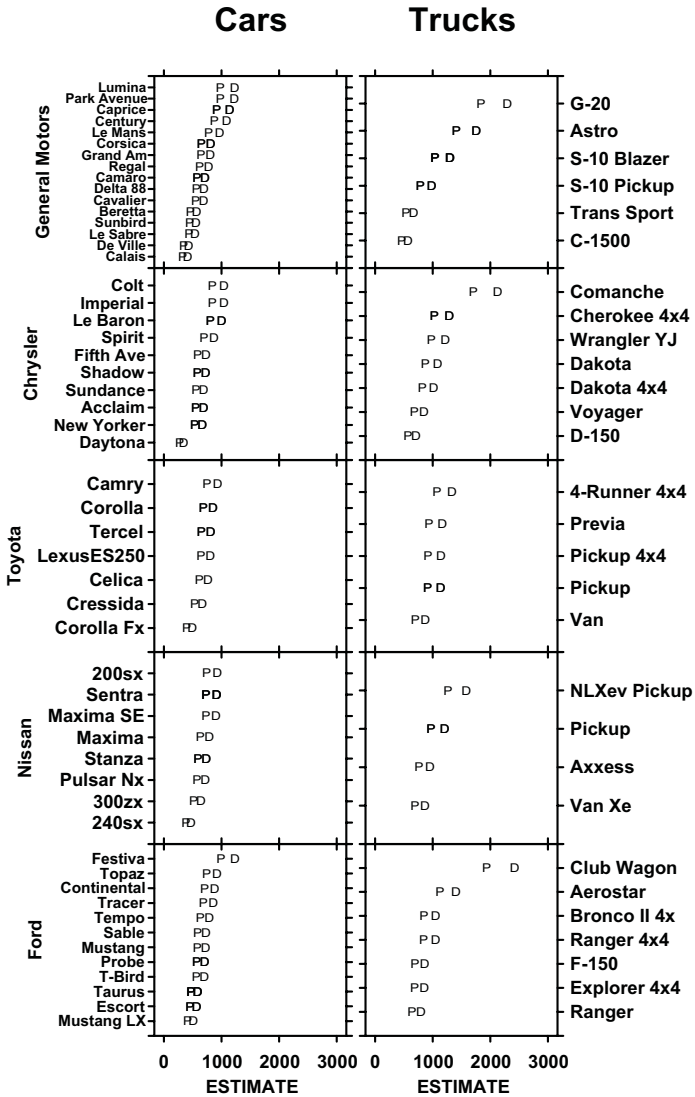 Cars Trucks
General Motors
Lumina P D
Park Avenue P D
Caprice P D
Century P D
Le Mans P D
Corsica P D
Grand Am P D
Regal P D
Camaro P D
Delta 88 P D
Cavalier P D
Beretta P D
Sunbird P D
Le Sabre P D
De Ville P D
Calais P D
P D G-20
P D Astro
P D S-10 Blazer
P D S-10 Pickup
P D Trans Sport
P D C-1500
Chrysler
Colt P D
Imperial P D
Le Baron P D
Spirit P D
Fifth Ave P D
Shadow P D
Sundance P D
Acclaim P D
New Yorker P D
Daytona P D
P D Comanche
P D Cherokee 4x4
P D Wrangler YJ
P D Dakota
P D Dakota 4x4
P D Voyager
P D D-150
Toyota
Camry P D
Corolla P D
Tercel P D
LexusES250 P D
Celica P D
Cressida P D
Corolla Fx P D
P D 4-Runner 4x4
P D Previa
P D Pickup 4x4
P D Pickup
P D Van
Nissan
200sx P D
Sentra P D
Maxima SE P D
Maxima P D
Stanza P D
Pulsar Nx P D
300zx P D
240sx P D
P D NLXev Pickup
P D Pickup
P D Axxess
P D Van Xe
Ford
Festiva P D
Topaz P D
Continental P D
Tracer P D
Tempo P D
Sable P D
Mustang P D
Probe P D
T-Bird P D
Taurus P D
Escort P D
Mustang LX P D
P D Club Wagon
P D Aerostar
P D Bronco II 4x
P D Ranger 4x4
P D F-150
P D Explorer 4x4
P D Ranger
0 1000 2000 3000 0 1000 2000 3000
ESTIMATE ESTIMATE